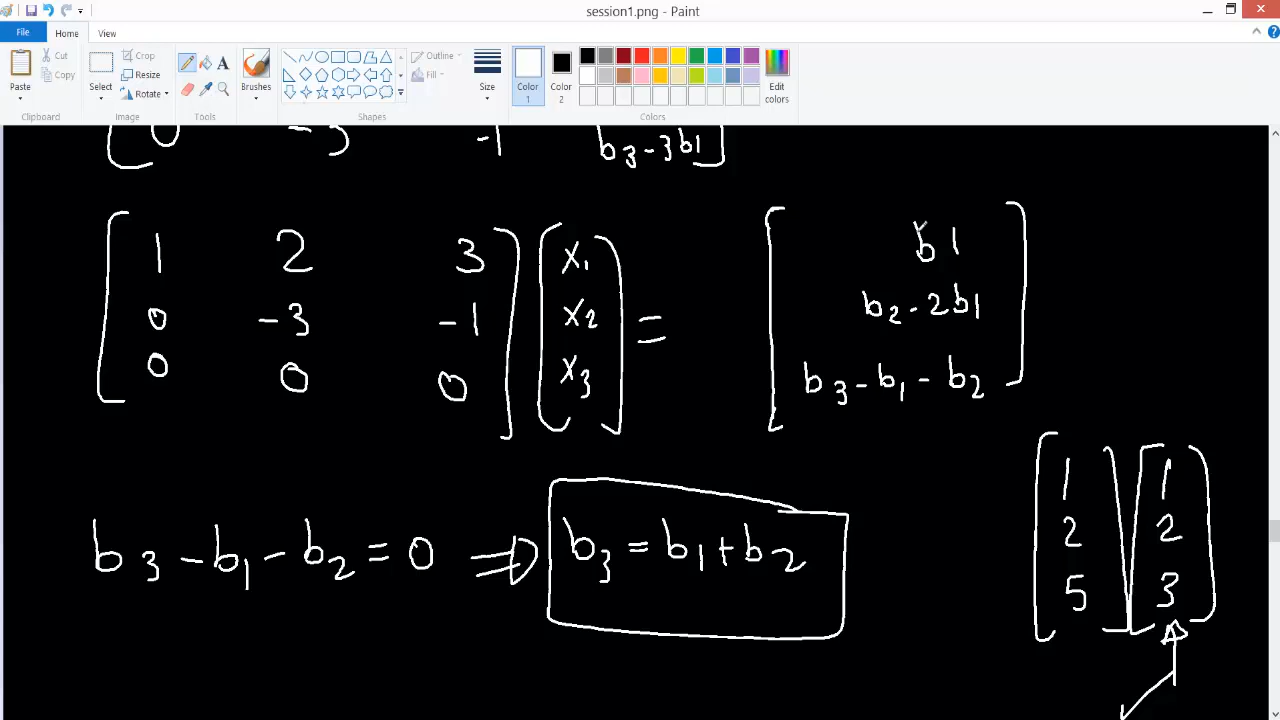 session1.png - Paint
File Home View
Paste Cut Copy Clipboard
Select Crop Resize Rotate Image
Tools
Brushes
Outline Fill Shapes
Size
Color 1 Color 2 Edit colors Colors
[0 -3 -1 b3-3b1]
[1 2 3] [x1] = [b1]
[0 -3 -1] [x2] [b2-2b1]
[0 0 0] [x3] [b3-b1-b2]
[1] [1]
[2] [2]
[5] [3]
b3-b1-b2=0 ⇒ b3=b1+b2